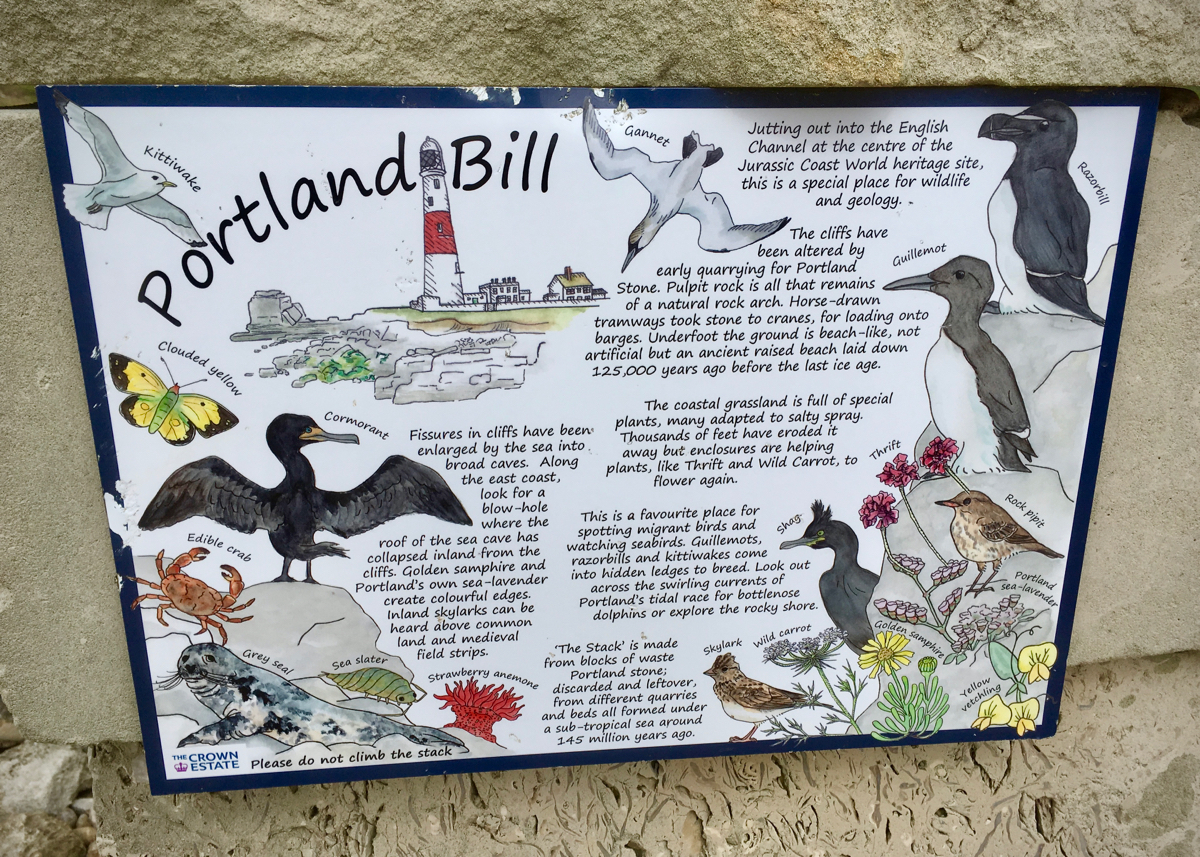 Portland Bill
Kittiwake
Gannet
Jutting out into the English
Channel at the centre of the
Jurassic Coast World heritage site,
this is a special place for wildlife
and geology.
Razorbill
The cliffs have
been altered by
early quarrying for Portland
Stone. Pulpit rock is all that remains
of a natural rock arch. Horse-drawn
tramways took stone to cranes, for loading onto
barges. Underfoot the ground is beach-like, not
artificial but an ancient raised beach laid down
125,000 years ago before the last ice age.
Guillemot
Clouded yellow
Cormorant
Fissures in cliffs have been
enlarged by the sea into
broad caves. Along
the east coast,
look for a
blow-hole
where the
roof of the sea cave has
collapsed inland from the
cliffs. Golden samphire and
Portland's own sea-lavender
create colourful edges.
Inland skylarks can be
heard above common
land and medieval
field strips.
The coastal grassland is full of special
plants, many adapted to salty spray.
Thousands of feet have eroded it
away but enclosures are helping
plants, like Thrift and Wild Carrot, to
flower again.
Thrift
This is a favourite place for
spotting migrant birds and
watching seabirds. Guillemots,
razorbills and kittiwakes come
into hidden ledges to breed. Look out
across the swirling currents of
Portland's tidal race for bottlenose
dolphins or explore the rocky shore.
Shag
Rock pipit
Edible crab
Portland
sea-lavender
Grey seal
Sea slater
Strawberry anemone
'The Stack' is made
from blocks of waste
Portland stone;
discarded and leftover,
from different quarries
and beds all formed under
a sub-tropical sea around
145 million years ago.
Skylark
Wild carrot
Golden samphire
Yellow
vetchling
THE CROWN
ESTATE
Please do not climb the stack